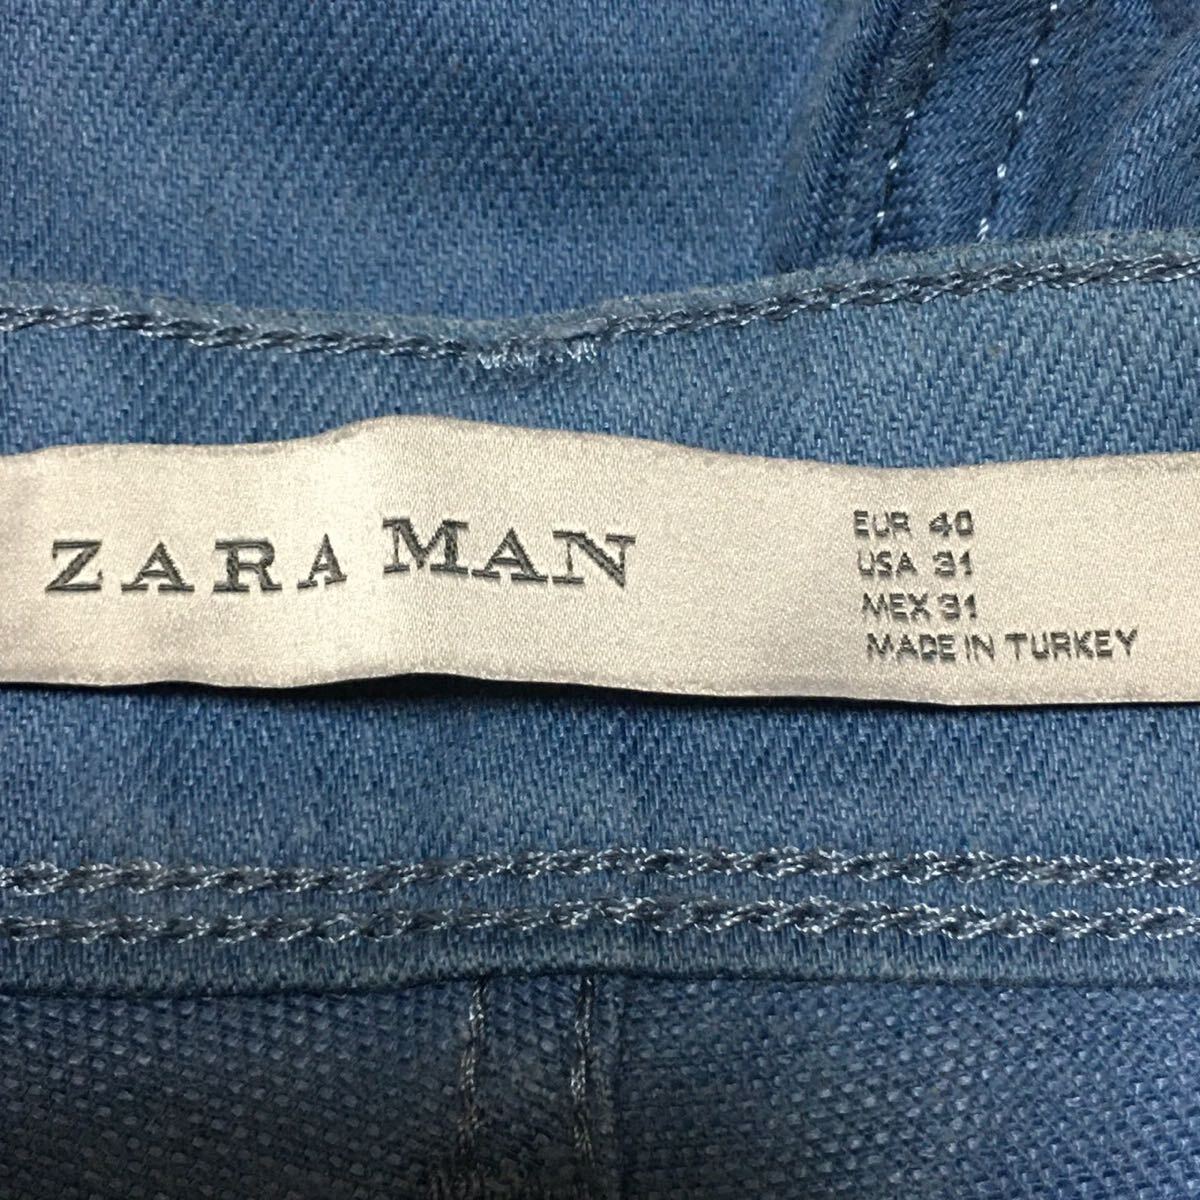 ZARA MAN
EUR 40
USA 31
MEX 31
MADE IN TURKEY